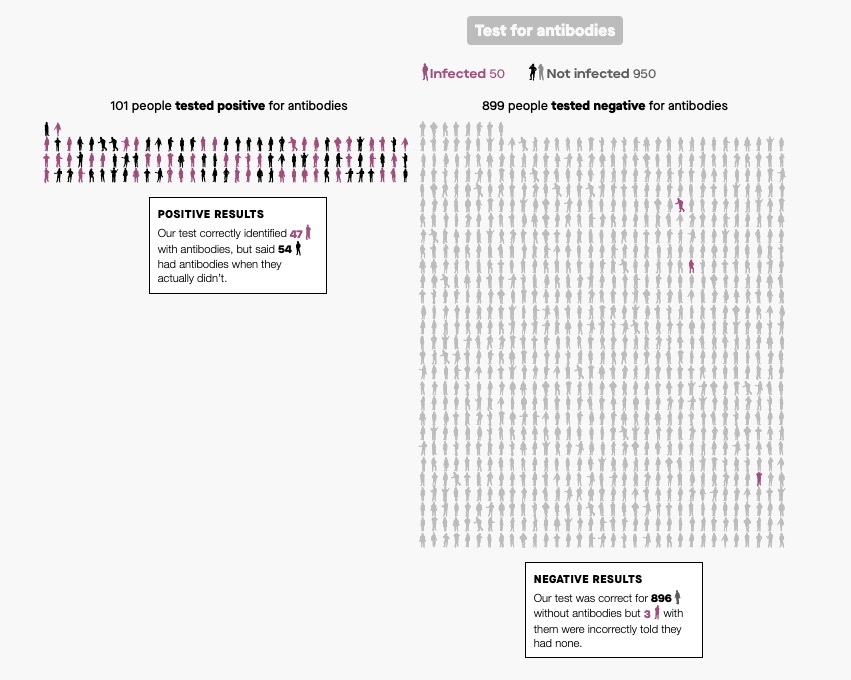 Test for antibodies
Infected 50 Not infected 950
101 people tested positive for antibodies
899 people tested negative for antibodies
POSITIVE RESULTS
Our test correctly identified 47
with antibodies, but said 54
had antibodies when they
actually didn't.
NEGATIVE RESULTS
Our test was correct for 896
without antibodies but 3 with
them were incorrectly told they
had none.